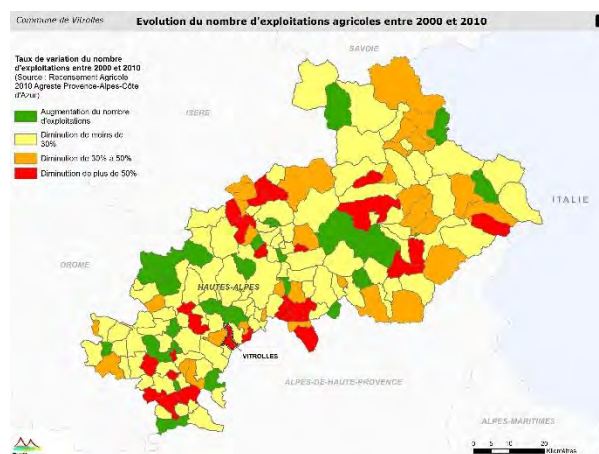 Commune de Vitrolles
Evolution du nombre d'exploitations agricoles entre 2000 et 2010
Taux de variation du nombre
d'exploitations entre 2000 et 2010
(Source : Recensement Agricole
2010 Agreste Provence-Alpes-Côte
d'Azur)
Augmentation du nombre
d'exploitations
Diminution de moins de
30%
Diminution de 30% à 50%
Diminution de plus de 50%
SAVOIE
ISERE
ITALIE
DROME
HAUTES-ALPES
VITROLLES
ALPES-DE-HAUTE-PROVENCE
ALPES-MARITIMES
0 5 10 20
Kilomètres